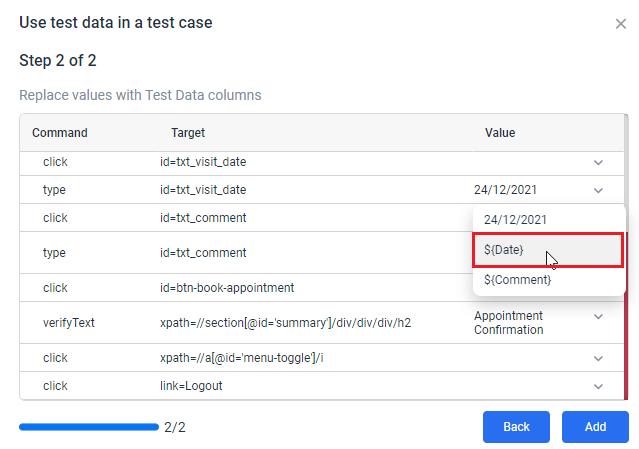 Use test data in a test case
Step 2 of 2
Replace values with Test Data columns
Command Target Value
click id=txt_visit_date
type id=txt_visit_date 24/12/2021
click id=txt_comment 24/12/2021
type id=txt_comment ${Date}
click id=btn-book-appointment ${Comment}
verifyText xpath=//section[@id='summary']/div/div/div/h2 Appointment
Confirmation
click xpath=//a[@id='menu-toggle']/i
click link=Logout
2/2 Back Add